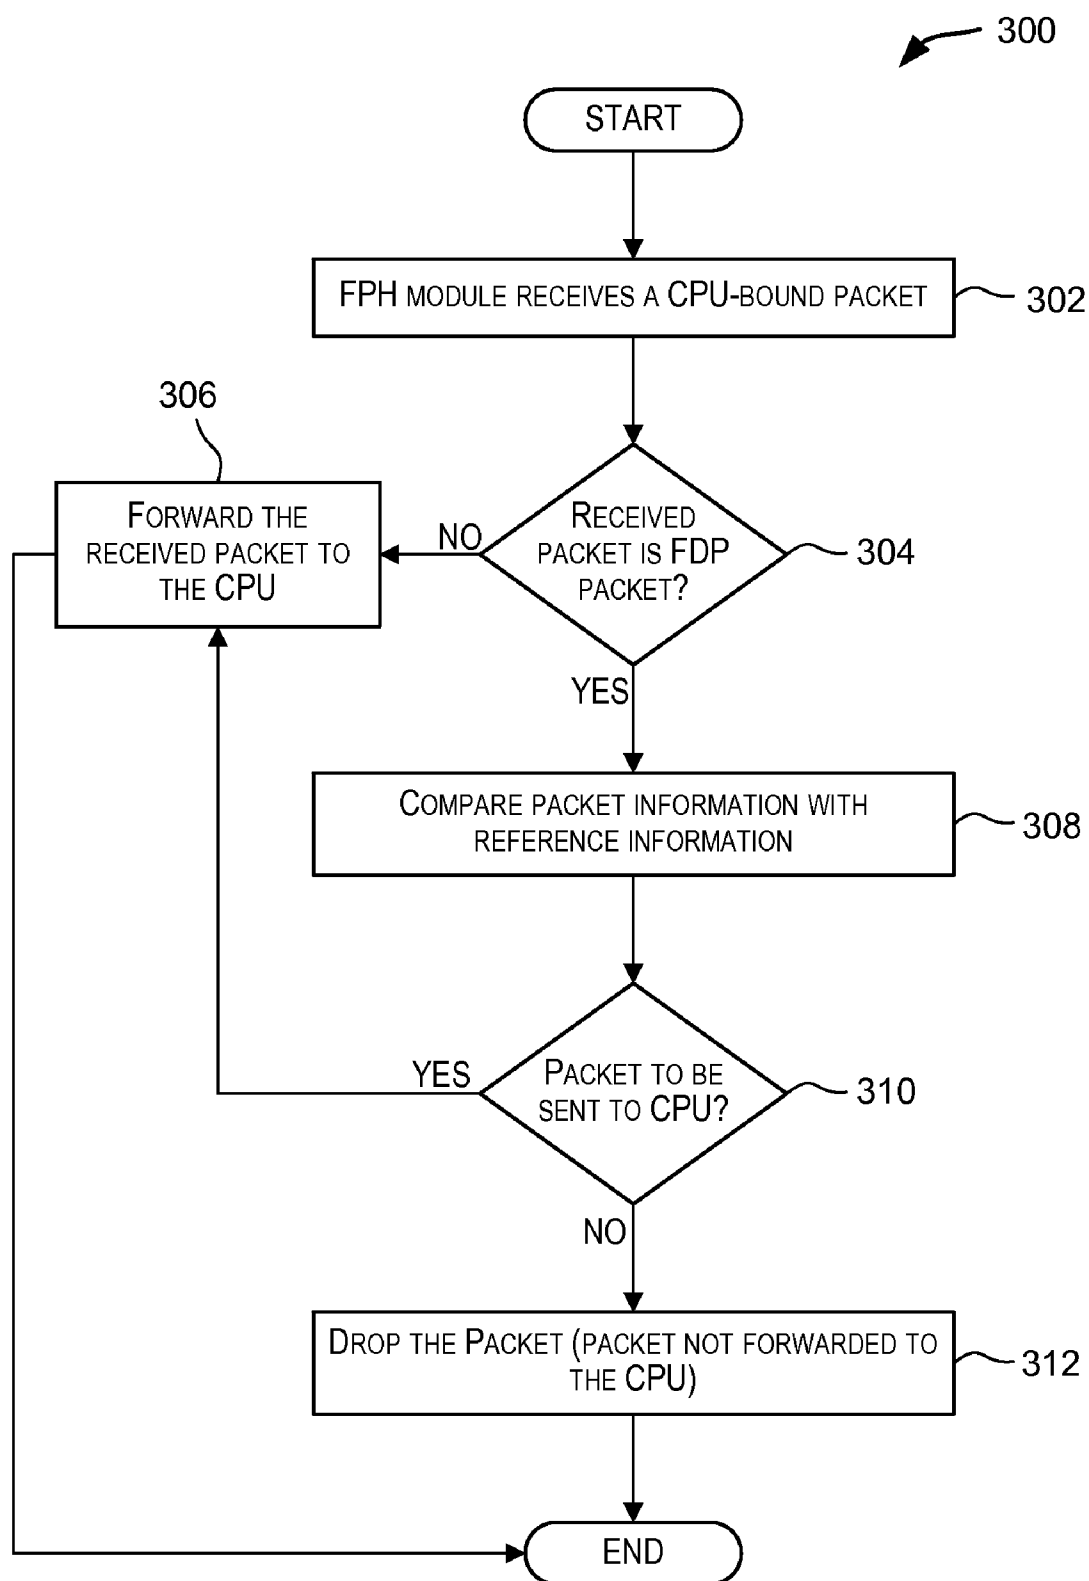 300
START
FPH MODULE RECEIVES A CPU-BOUND PACKET
302
306
FORWARD THE
RECEIVED PACKET TO
THE CPU
NO
RECEIVED
PACKET IS FDP
PACKET?
304
YES
COMPARE PACKET INFORMATION WITH
REFERENCE INFORMATION
308
YES
PACKET TO BE
SENT TO CPU?
310
NO
DROP THE PACKET (PACKET NOT FORWARDED TO
THE CPU)
312
END